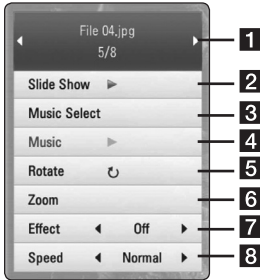 File 04.jpg
1
5/8
Slide Show 2
Music Select 3
Music 4
Rotate 5
Zoom 6
Effect Off 7
Speed Normal 8